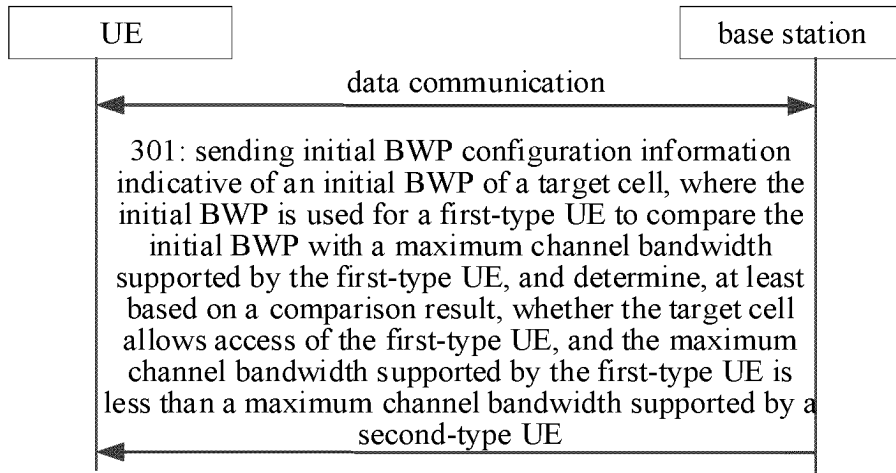 UE
base station
data communication
301: sending initial BWP configuration information
indicative of an initial BWP of a target cell, where the
initial BWP is used for a first-type UE to compare the
initial BWP with a maximum channel bandwidth
supported by the first-type UE, and determine, at least
based on a comparison result, whether the target cell
allows access of the first-type UE, and the maximum
channel bandwidth supported by the first-type UE is
less than a maximum channel bandwidth supported by a
second-type UE